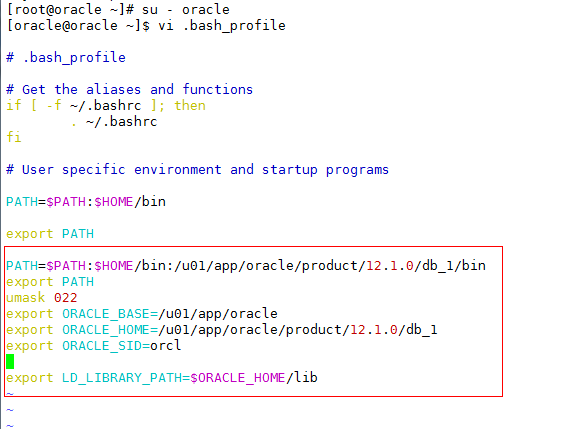 [root@oracle ~]# su - oracle
[oracle@oracle ~]$ vi .bash_profile
# .bash_profile
# Get the aliases and functions
if [ -f ~/.bashrc ]; then
        . ~/.bashrc
fi
# User specific environment and startup programs
PATH=$PATH:$HOME/bin
export PATH
PATH=$PATH:$HOME/bin:/u01/app/oracle/product/12.1.0/db_1/bin
export PATH
umask 022
export ORACLE_BASE=/u01/app/oracle
export ORACLE_HOME=/u01/app/oracle/product/12.1.0/db_1
export ORACLE_SID=orcl
export LD_LIBRARY_PATH=$ORACLE_HOME/lib
~
~
~